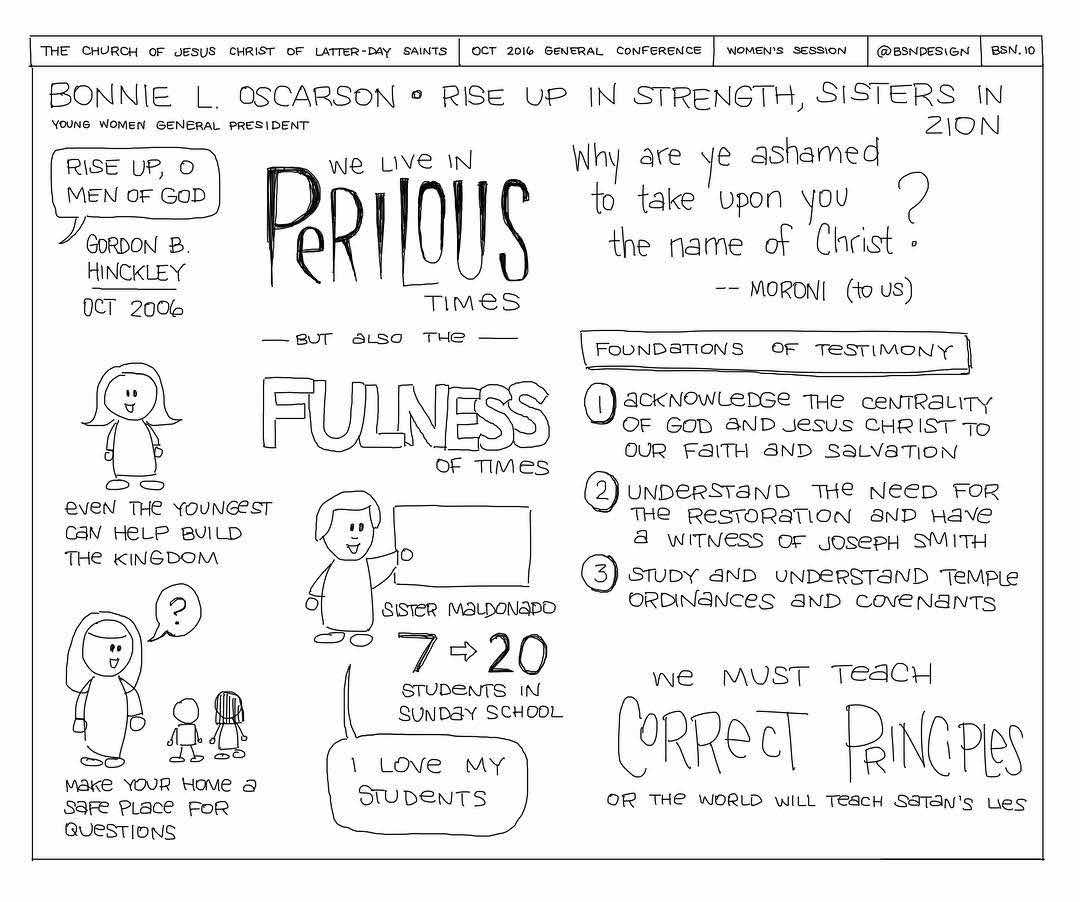 THE CHURCH OF JESUS CHRIST OF LATTER-DAY SAINTS
OCT 2016 GENERAL CONFERENCE
WOMEN'S SESSION
@BSNDESIGN
BSN.10
BONNIE L. OSCARSON • RISE UP IN STRENGTH, SISTERS IN
ZION
YOUNG WOMEN GENERAL PRESIDENT
RISE UP, O
MEN OF GOD
GORDON B.
HINCKLEY
OCT 2006
EVEN THE YOUNGEST
CAN HELP BUILD
THE KINGDOM
?
MAKE YOUR HOME A
SAFE PLACE FOR
QUESTIONS
WE LIVE IN
PERILOUS
TIMES
— BUT ALSO THE —
FULNESS
OF TIMES
SISTER MALDONADO
7 ⇨ 20
STUDENTS IN
SUNDAY SCHOOL
I LOVE MY
STUDENTS
Why are ye ashamed
to take upon you
the name of Christ?
-- MORONI (to US)
FOUNDATIONS OF TESTIMONY
1 ACKNOWLEDGE THE CENTRALITY
OF GOD AND JESUS CHRIST TO
OUR FAITH AND SALVATION
2 UNDERSTAND THE NEED FOR
THE RESTORATION AND HAVE
A WITNESS OF JOSEPH SMITH
3 STUDY AND UNDERSTAND TEMPLE
ORDINANCES AND COVENANTS
WE MUST TEACH
CORRECT PRINCIPLES
OR THE WORLD WILL TEACH SATAN'S LIES